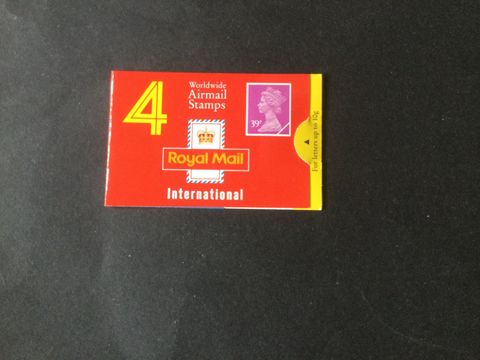 4
Worldwide
Airmail
Stamps
39P
Royal Mail
International
For letters up to 10g